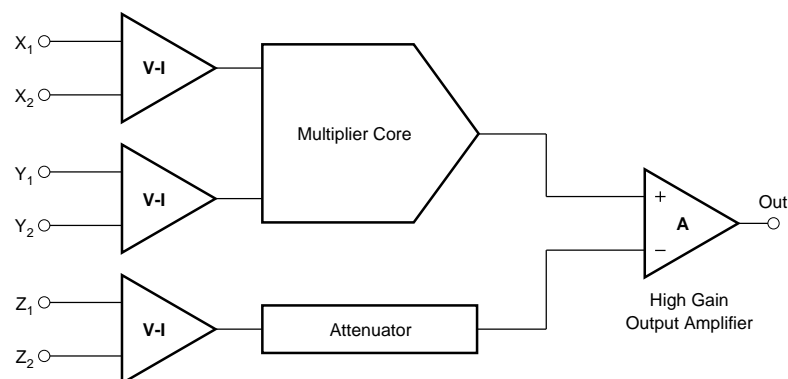 X1
V-I
X2
Multiplier Core
Y1
V-I
Y2
+
A
−
Out
High Gain
Output Amplifier
Z1
V-I
Z2
Attenuator